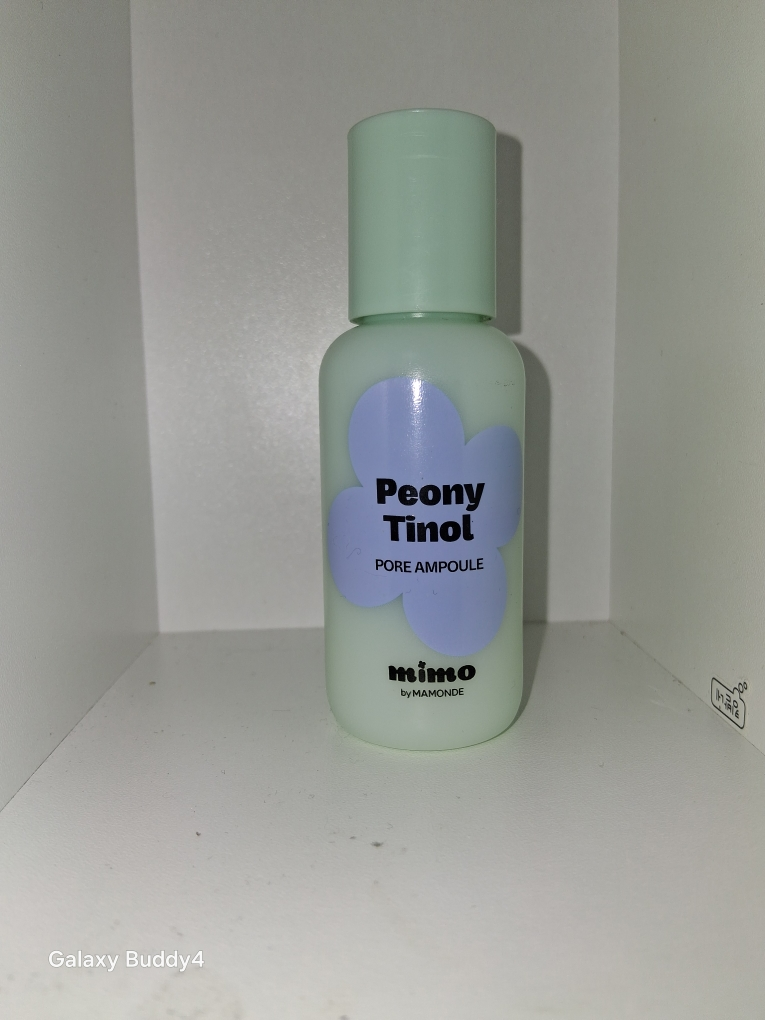 Peony
Tinol
PORE AMPOULE
mimo
by MAMONDE
Galaxy Buddy4